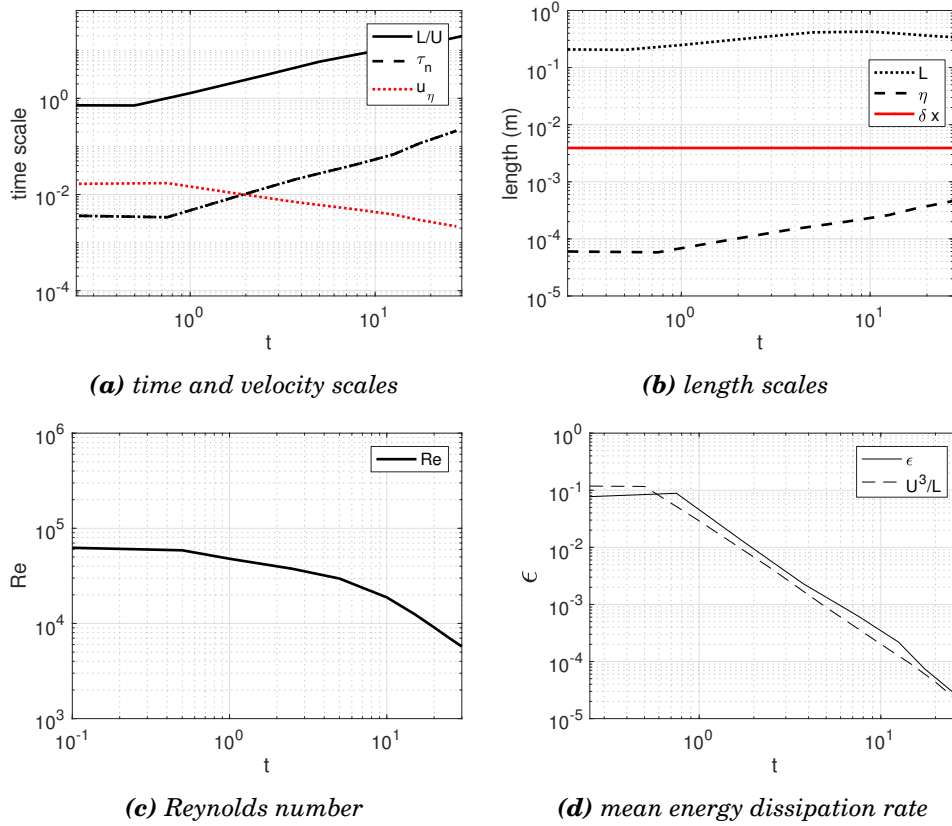 L/U
τ_n
u_η
time scale
10^0
10^-2
10^-4
10^0
10^1
t
(a) time and velocity scales
L
η
δ x
length (m)
10^0
10^-1
10^-2
10^-3
10^-4
10^-5
10^0
10^1
t
(b) length scales
Re
Re
10^6
10^5
10^4
10^3
10^-1
10^0
10^1
t
(c) Reynolds number
ϵ
U^3/L
ϵ
10^0
10^-1
10^-2
10^-3
10^-4
10^-5
10^0
10^1
t
(d) mean energy dissipation rate